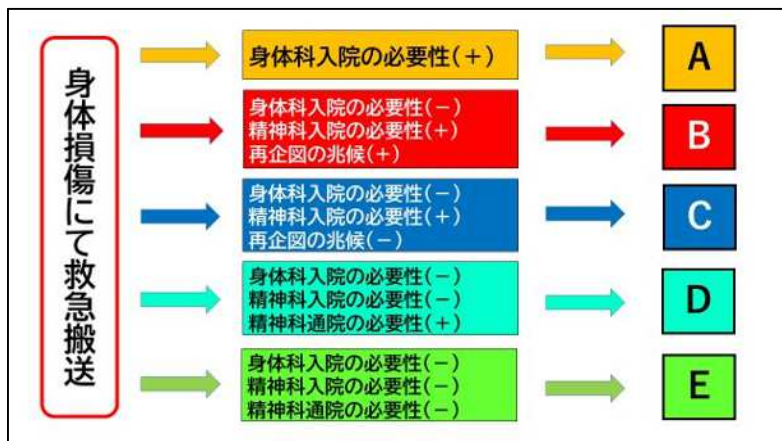 身体損傷にて救急搬送
身体科入院の必要性(+)
A
身体科入院の必要性(-)
精神科入院の必要性(+)
再企図の兆候(+)
B
身体科入院の必要性(-)
精神科入院の必要性(+)
再企図の兆候(-)
C
身体科入院の必要性(-)
精神科入院の必要性(-)
精神科通院の必要性(+)
D
身体科入院の必要性(-)
精神科入院の必要性(-)
精神科通院の必要性(-)
E